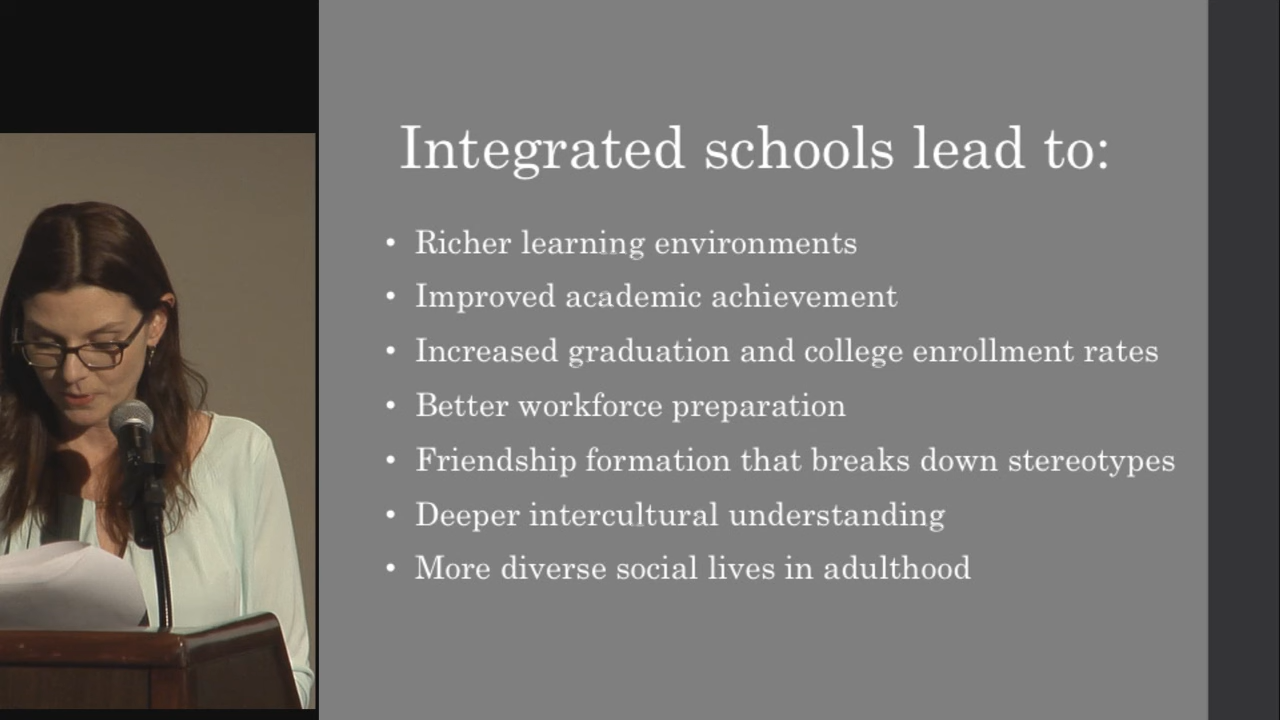 Integrated schools lead to:
• Richer learning environments
• Improved academic achievement
• Increased graduation and college enrollment rates
• Better workforce preparation
• Friendship formation that breaks down stereotypes
• Deeper intercultural understanding
• More diverse social lives in adulthood